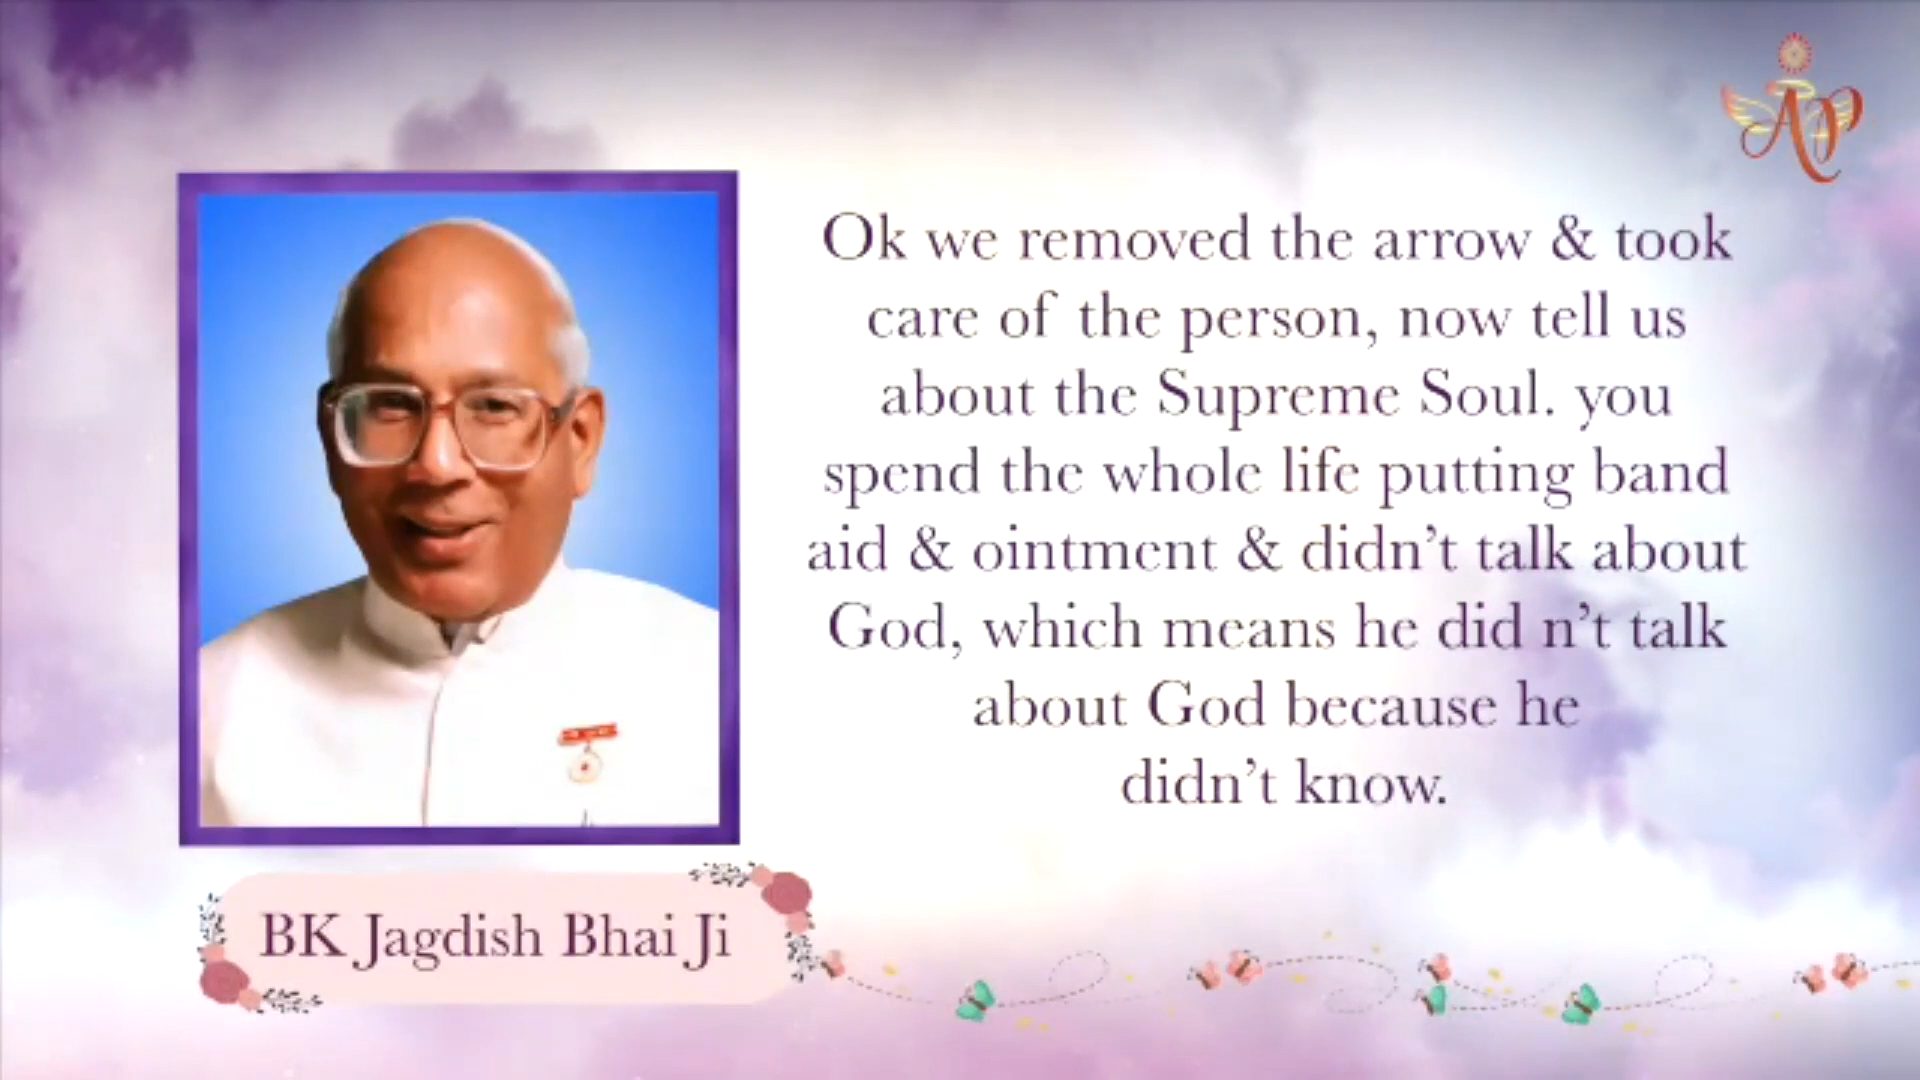 AP
Ok we removed the arrow & took
care of the person, now tell us
about the Supreme Soul. you
spend the whole life putting band
aid & ointment & didn't talk about
God, which means he did n't talk
about God because he
didn't know.
BK Jagdish Bhai Ji